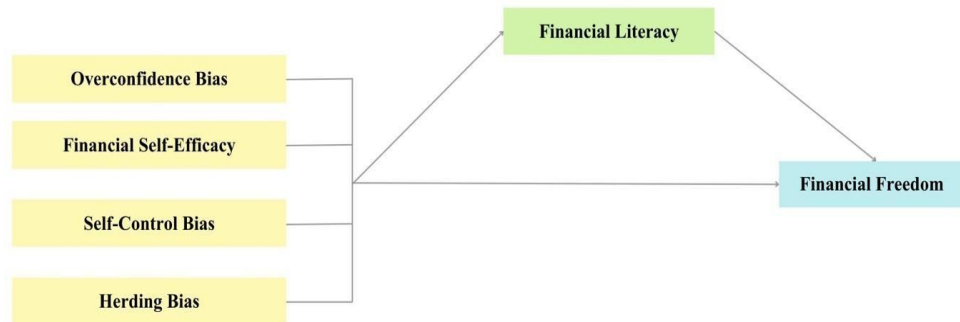 Financial Literacy
Overconfidence Bias
Financial Self-Efficacy
Financial Freedom
Self-Control Bias
Herding Bias